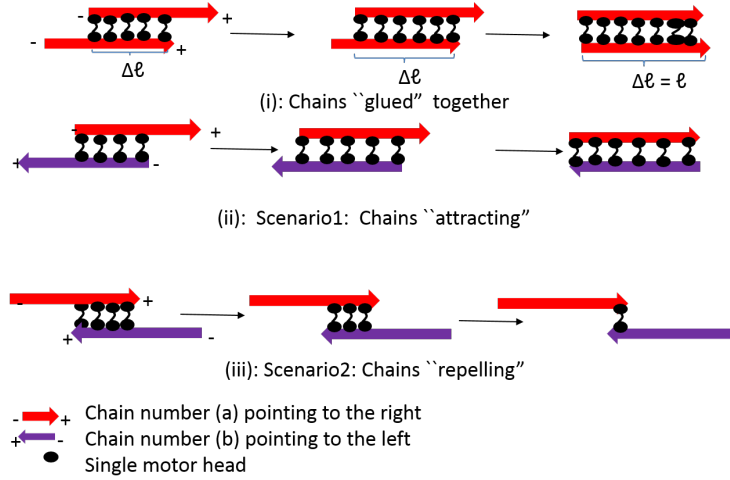 - +
- +
Δℓ
Δℓ
Δℓ = ℓ
(i): Chains ``glued” together
- +
+ -
(ii): Scenario1: Chains ``attracting”
- +
+ -
(iii): Scenario2: Chains ``repelling”
- + Chain number (a) pointing to the right
+ - Chain number (b) pointing to the left
Single motor head